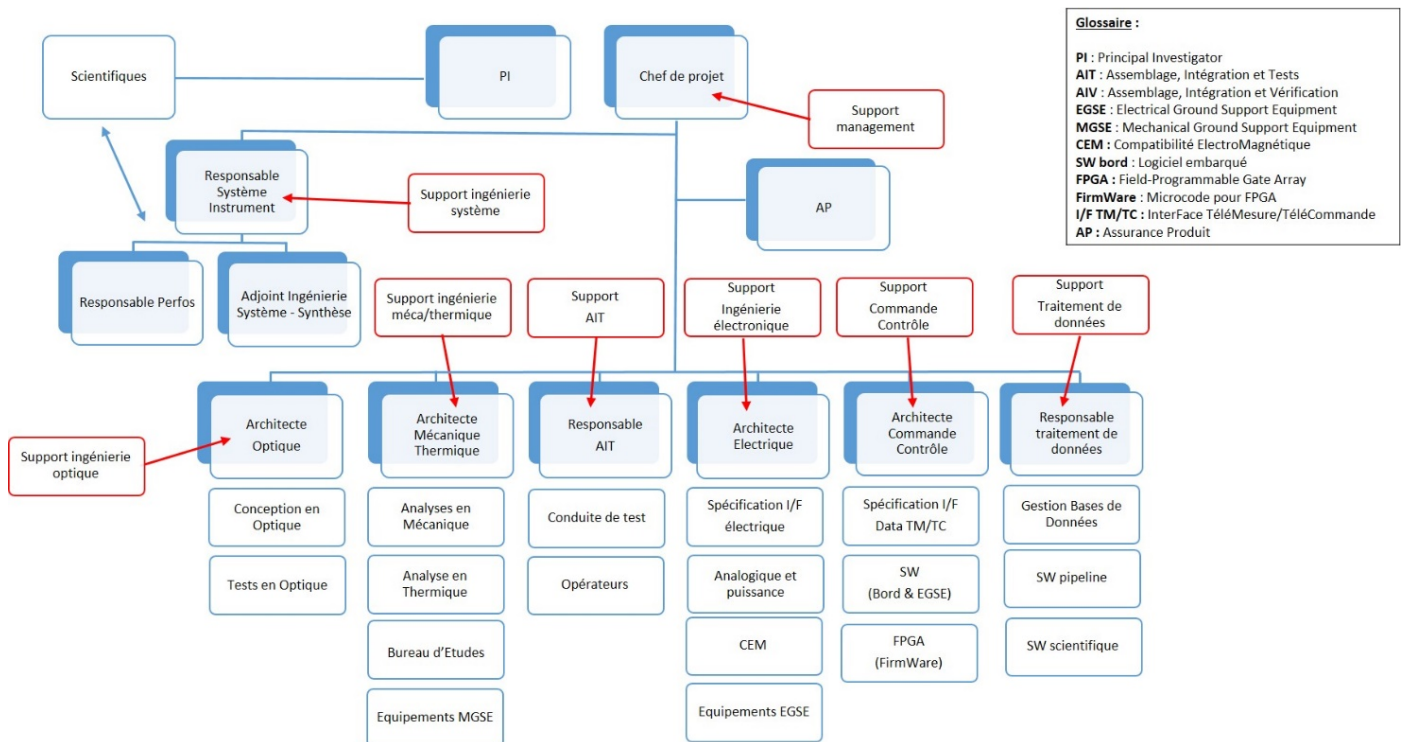 Glossaire :
PI : Principal Investigator
AIT : Assemblage, Intégration et Tests
AIV : Assemblage, Intégration et Vérification
EGSE : Electrical Ground Support Equipment
MGSE : Mechanical Ground Support Equipment
CEM : Compatibilité ElectroMagnétique
SW bord : Logiciel embarqué
FPGA : Field-Programmable Gate Array
FirmWare : Microcode pour FPGA
I/F TM/TC : InterFace TéléMesure/TéléCommande
AP : Assurance Produit
Scientifiques
PI
Chef de projet
Support
management
Responsable
Système
Instrument
Support ingénierie
système
AP
Responsable Perfos
Adjoint Ingénierie
Système - Synthèse
Support ingénierie
méca/thermique
Support
AIT
Support
Ingénierie
électronique
Support
Commande
Contrôle
Support
Traitement de
données
Support ingénierie
optique
Architecte
Optique
Architecte
Mécanique
Thermique
Responsable
AIT
Architecte
Electrique
Architecte
Commande
Contrôle
Responsable
traitement de
données
Conception en
Optique
Tests en Optique
Analyses en
Mécanique
Analyse en
Thermique
Bureau d'Etudes
Equipements MGSE
Conduite de test
Opérateurs
Spécification I/F
électrique
Analogique et
puissance
CEM
Equipements EGSE
Spécification I/F
Data TM/TC
SW
(Bord & EGSE)
FPGA
(FirmWare)
Gestion Bases de
Données
SW pipeline
SW scientifique